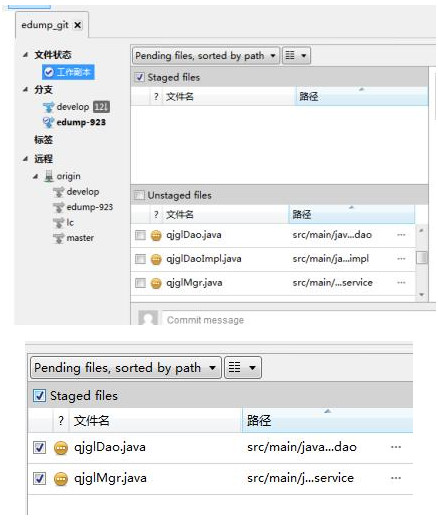 edump_git
文件状态
工作副本
分支
develop 121
edump-923
标签
远程
origin
develop
edump-923
lc
master
Pending files, sorted by path
Staged files
? 文件名 路径
Unstaged files
? 文件名 路径
qjglDao.java src/main/jav...dao ...
qjglDaoImpl.java src/main/ja...impl ...
qjglMgr.java src/main/...service ...
Commit message
Pending files, sorted by path
Staged files
? 文件名 路径
qjglDao.java src/main/java...dao ...
qjglMgr.java src/main/j...service ...